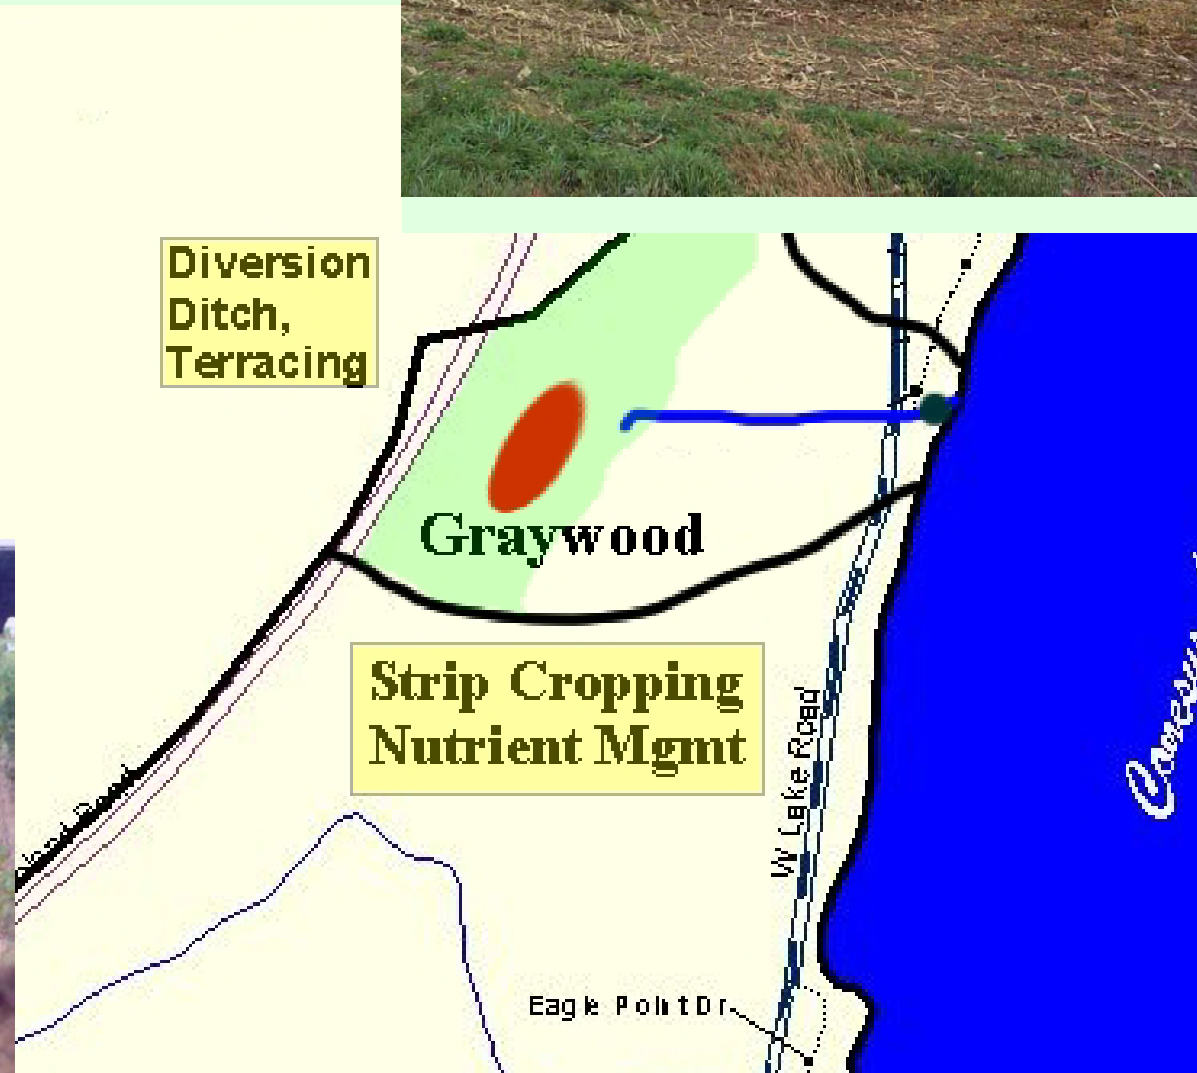 Diversion
Ditch,
Terracing
Graywood
Strip Cropping
Nutrient Mgmt
W Lake Road
Eagle Point Dr